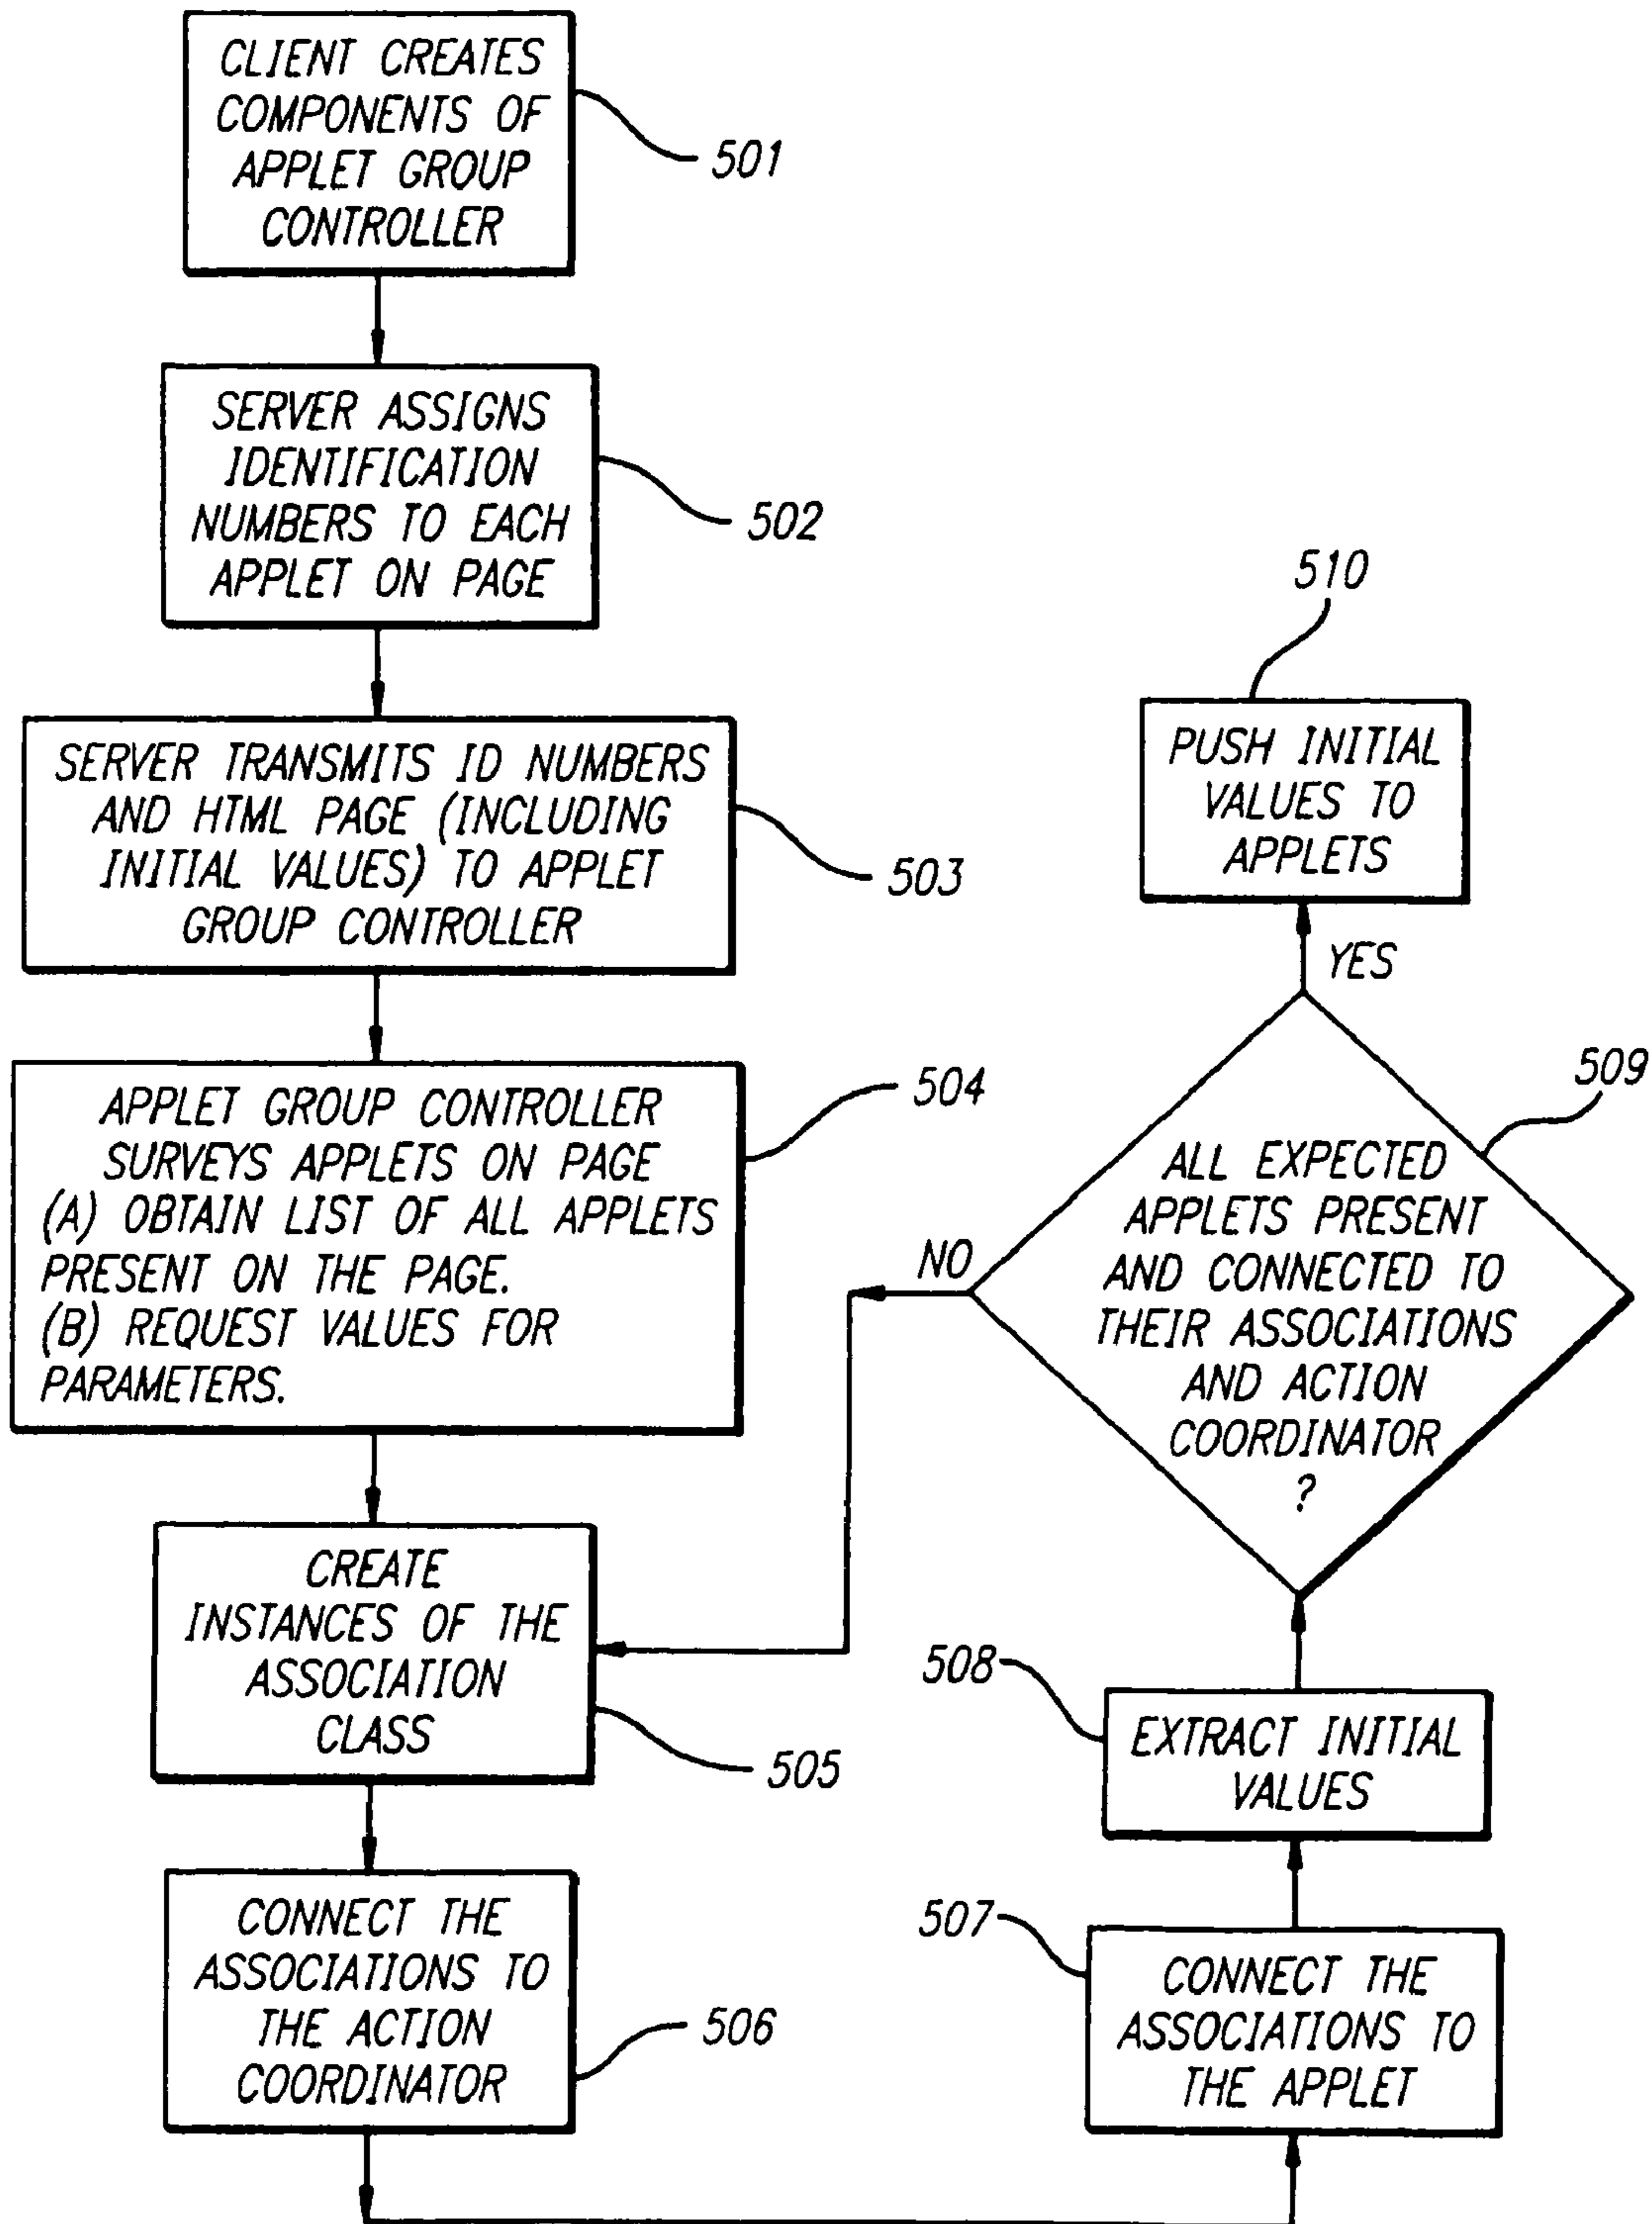 CLIENT CREATES
COMPONENTS OF
APPLET GROUP
CONTROLLER
501
SERVER ASSIGNS
IDENTIFICATION
NUMBERS TO EACH
APPLET ON PAGE
502
SERVER TRANSMITS ID NUMBERS
AND HTML PAGE (INCLUDING
INITIAL VALUES) TO APPLET
GROUP CONTROLLER
503
APPLET GROUP CONTROLLER
SURVEYS APPLETS ON PAGE
(A) OBTAIN LIST OF ALL APPLETS
PRESENT ON THE PAGE.
(B) REQUEST VALUES FOR
PARAMETERS.
504
CREATE
INSTANCES OF THE
ASSOCIATION
CLASS
505
CONNECT THE
ASSOCIATIONS TO
THE ACTION
COORDINATOR
506
507
CONNECT THE
ASSOCIATIONS TO
THE APPLET
508
EXTRACT INITIAL
VALUES
509
ALL EXPECTED
APPLETS PRESENT
AND CONNECTED TO
THEIR ASSOCIATIONS
AND ACTION
COORDINATOR
?
NO
YES
510
PUSH INITIAL
VALUES TO
APPLETS